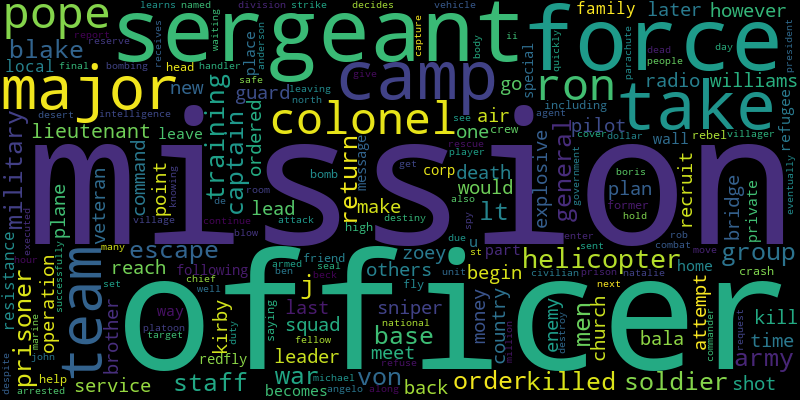 learns named division strike decides vehicle family later however
pope sergeant force
reserve report waiting receives anderson ii capture body special quickly parachute dead people day president
blake place camp ron radio williams
local final bombing head handler safe new guard go take
major give leaving north
desert intelligence colonel air pilot including agent refugee
lieutenant leave captain training ordered one crew see cover dollar rebel villager
military command message return corp death explosive general wall
mission
veteran point bomb get player rescue recruit bridge private eventually
plane room de knowing lead make also would plan boris former hold government
continue village attack destiny high lt spy
executed resistance successfully many escape blow friend zoey u st enter rob combat move
hour team reach following armed ben seal beck due part helicopter sent prison natalie home group
officer
prisoner operation set chief others fly unit begin civilian crash
marine brother way well last j sniper money country next
platoon target kirby duty saying squad national base enemy destroy men church bala attempt commander request kill
john redfly leader fellow meet million time
despite help service staff war michael von refuse back order killed soldier army
arrested becomes angelo along shot